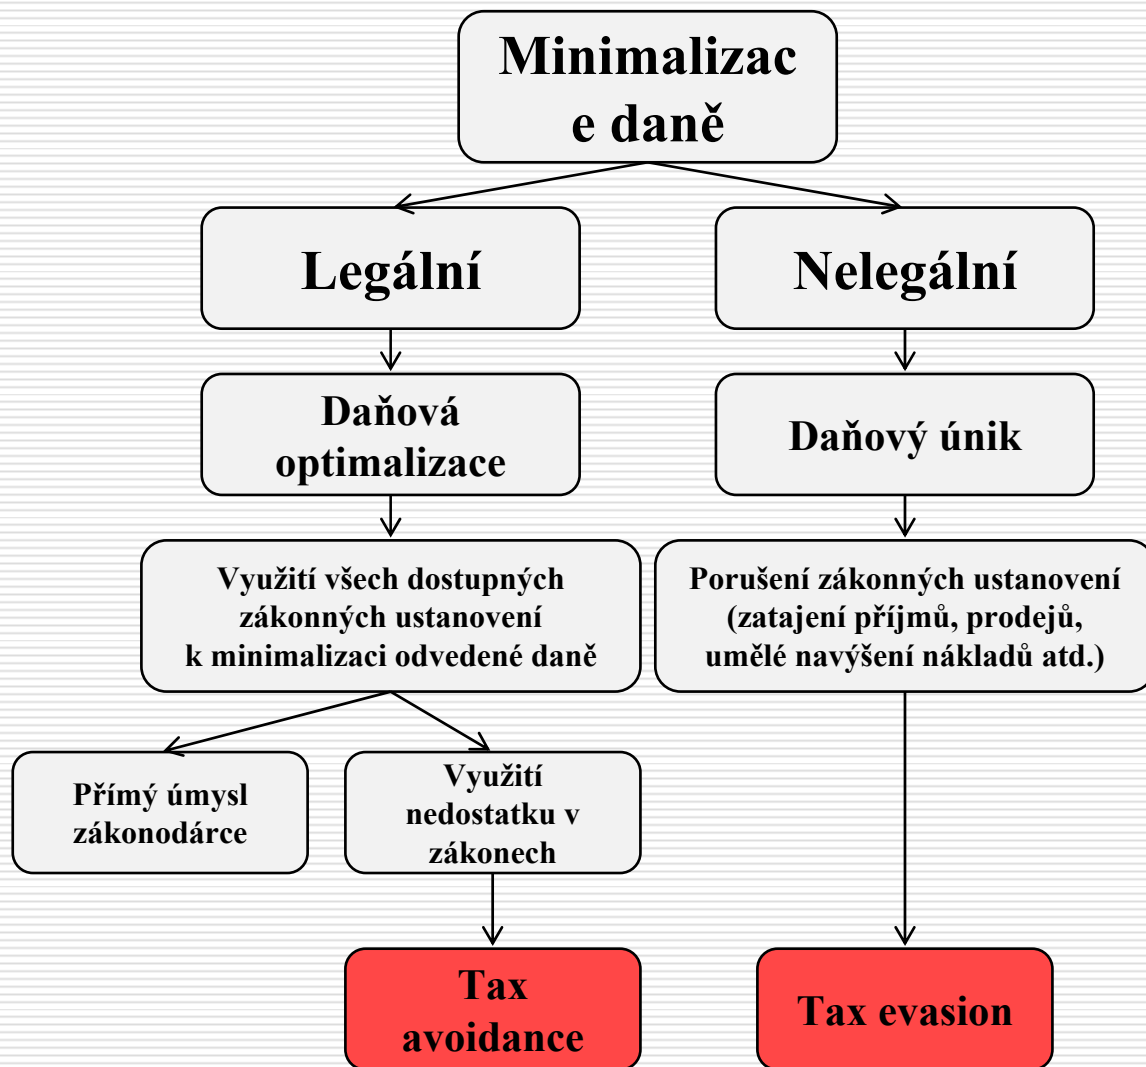 Minimalizac
e daně
Legální
Nelegální
Daňová
optimalizace
Daňový únik
Využití všech dostupných
zákonných ustanovení
k minimalizaci odvedené daně
Porušení zákonných ustanovení
(zatajení příjmů, prodejů,
umělé navýšení nákladů atd.)
Přímý úmysl
zákonodárce
Využití
nedostatku v
zákonech
Tax
avoidance
Tax evasion